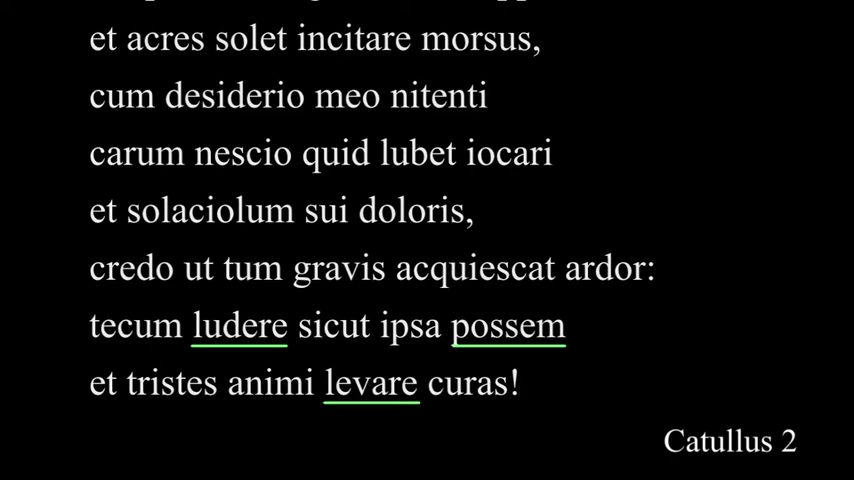 et acres solet incitare morsus,
cum desiderio meo nitenti
carum nescio quid lubet iocari
et solaciolum sui doloris,
credo ut tum gravis acquiescat ardor:
tecum ludere sicut ipsa possem
et tristes animi levare curas!
Catullus 2